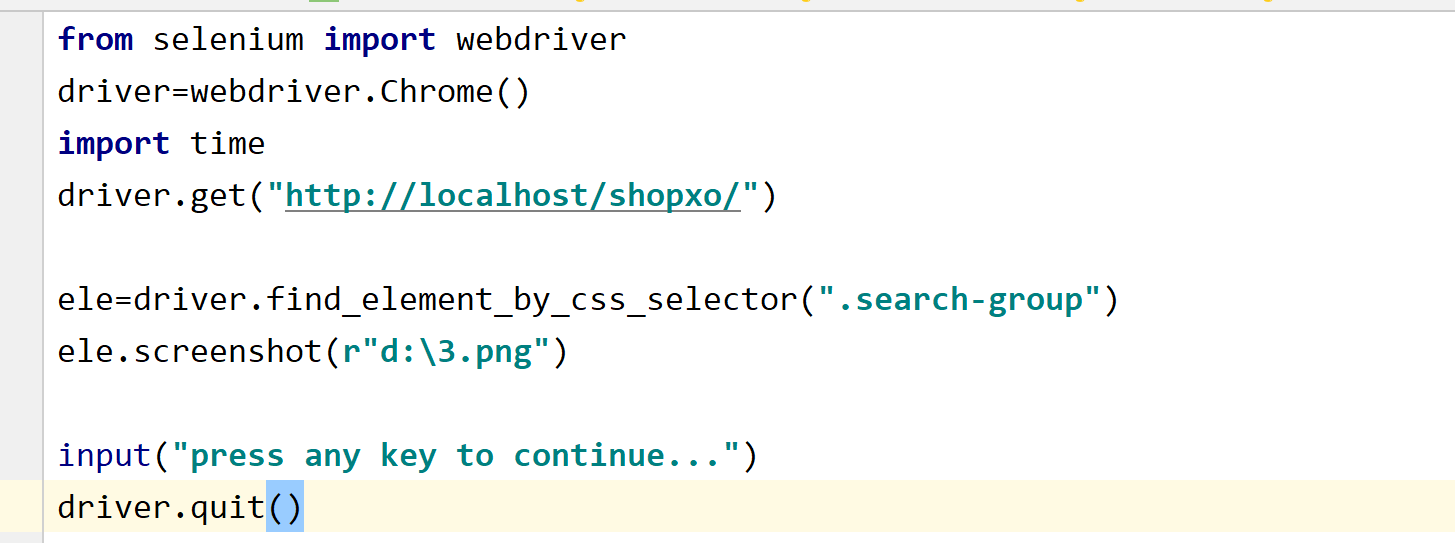 from selenium import webdriver
driver=webdriver.Chrome()
import time
driver.get("http://localhost/shopxo/")
ele=driver.find_element_by_css_selector(".search-group")
ele.screenshot(r"d:\3.png")
input("press any key to continue...")
driver.quit()